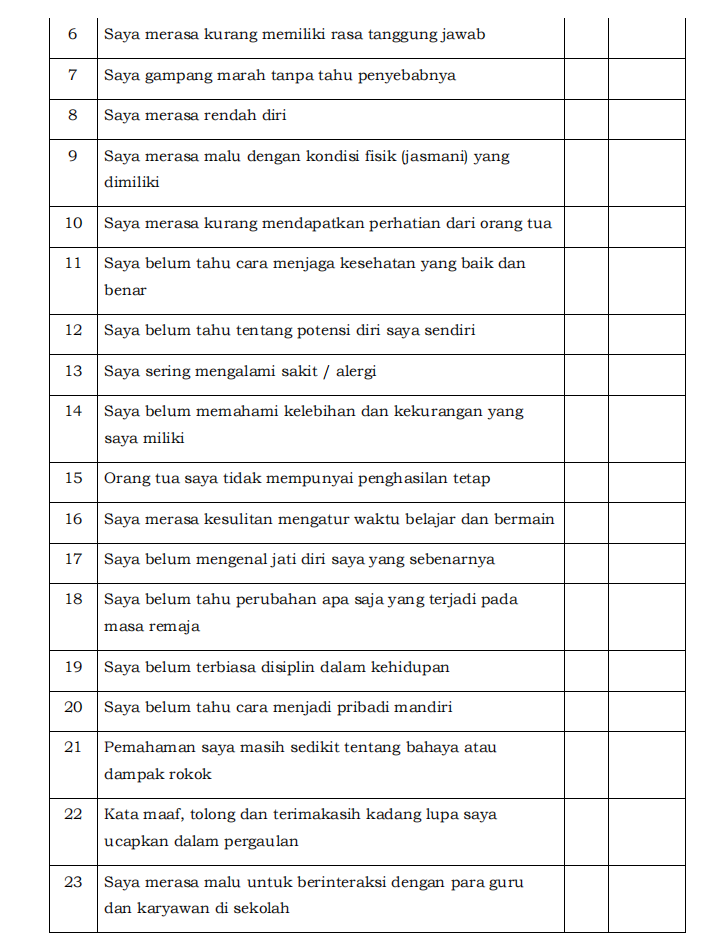 6 Saya merasa kurang memiliki rasa tanggung jawab
7 Saya gampang marah tanpa tahu penyebabnya
8 Saya merasa rendah diri
9 Saya merasa malu dengan kondisi fisik (jasmani) yang
dimiliki
10 Saya merasa kurang mendapatkan perhatian dari orang tua
11 Saya belum tahu cara menjaga kesehatan yang baik dan
benar
12 Saya belum tahu tentang potensi diri saya sendiri
13 Saya sering mengalami sakit / alergi
14 Saya belum memahami kelebihan dan kekurangan yang
saya miliki
15 Orang tua saya tidak mempunyai penghasilan tetap
16 Saya merasa kesulitan mengatur waktu belajar dan bermain
17 Saya belum mengenal jati diri saya yang sebenarnya
18 Saya belum tahu perubahan apa saja yang terjadi pada
masa remaja
19 Saya belum terbiasa disiplin dalam kehidupan
20 Saya belum tahu cara menjadi pribadi mandiri
21 Pemahaman saya masih sedikit tentang bahaya atau
dampak rokok
22 Kata maaf, tolong dan terimakasih kadang lupa saya
ucapkan dalam pergaulan
23 Saya merasa malu untuk berinteraksi dengan para guru
dan karyawan di sekolah